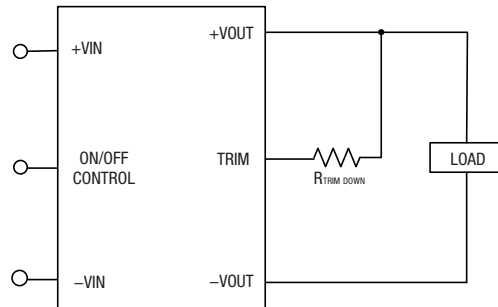 +VIN
+VOUT
ON/OFF
CONTROL
TRIM
RTRIM DOWN
LOAD
−VIN
−VOUT